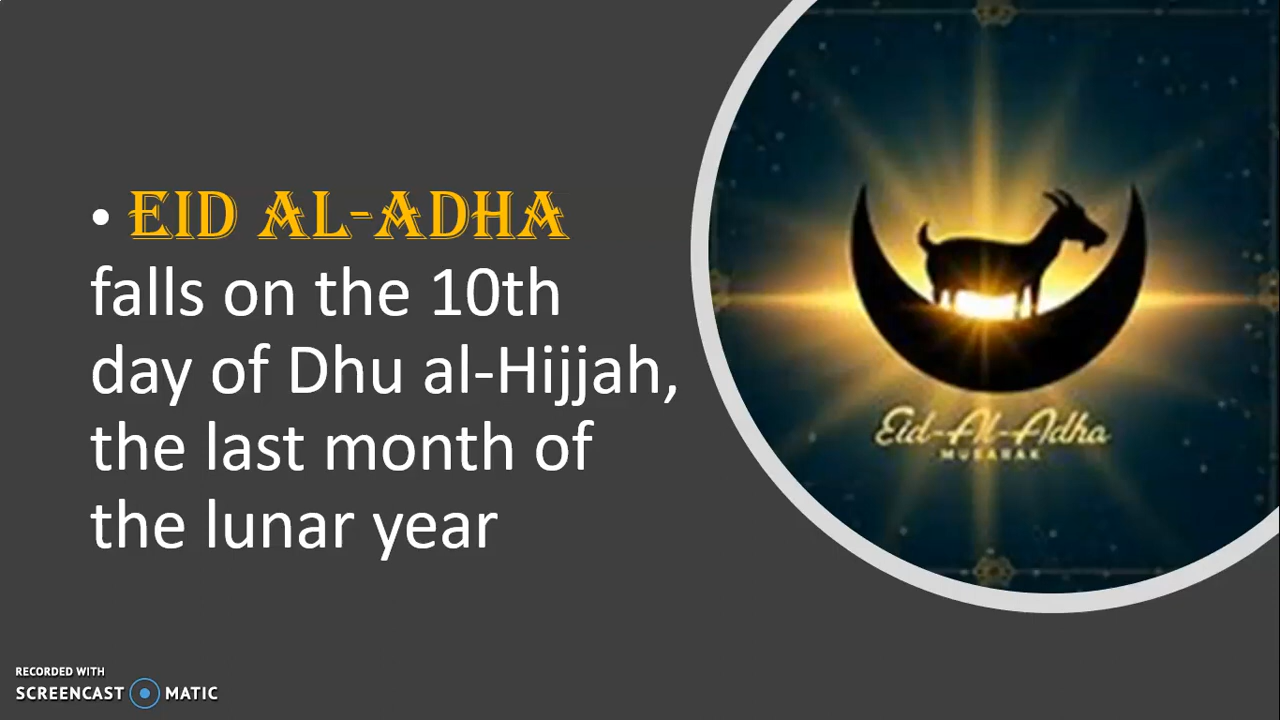 • EID AL-ADHA
falls on the 10th
day of Dhu al-Hijjah,
the last month of
the lunar year
Eid-Al-Adha
MUBARAK
RECORDED WITH
SCREENCAST MATIC